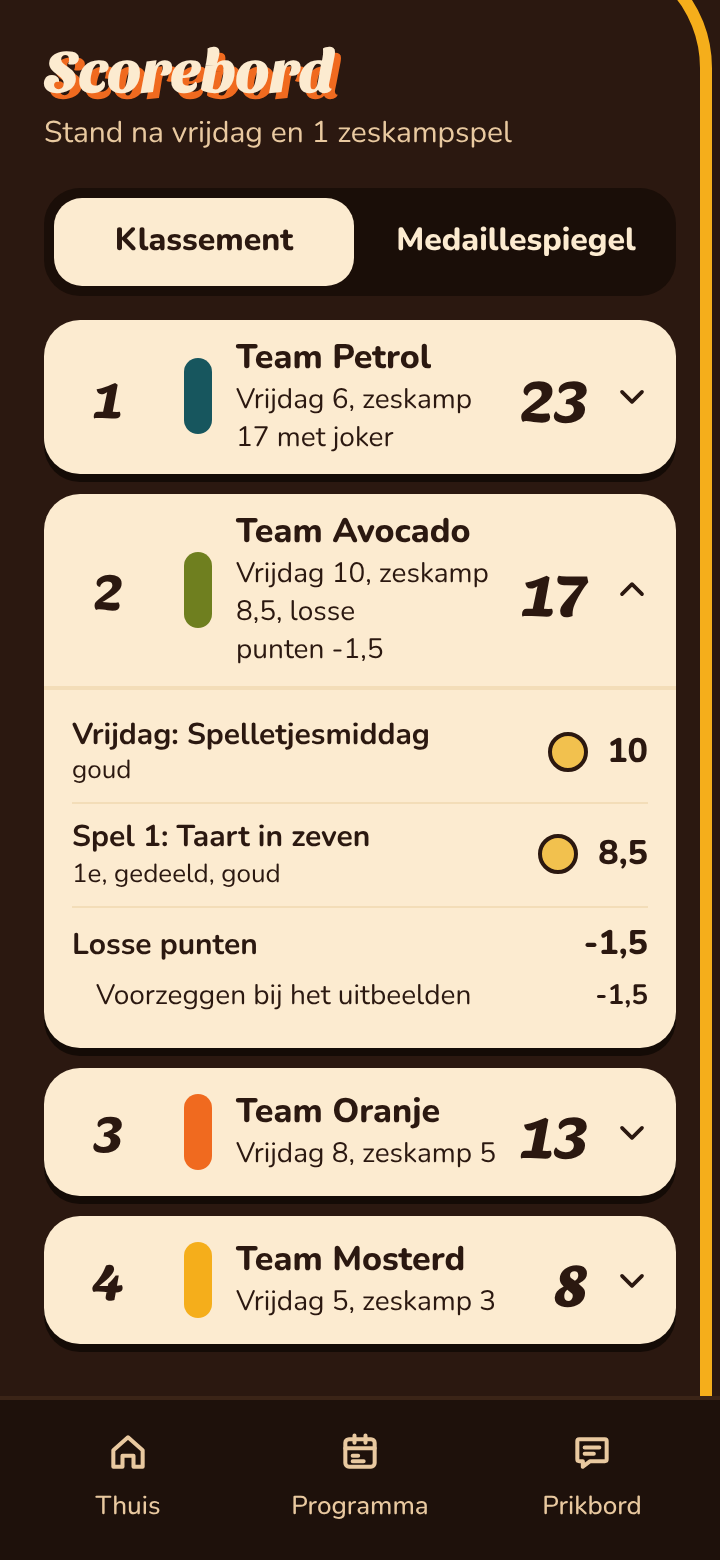 Scorebord
Stand na vrijdag en 1 zeskampspel
Klassement
Medaillespiegel
1
Team Petrol
Vrijdag 6, zeskamp
17 met joker
23
2
Team Avocado
Vrijdag 10, zeskamp
8,5, losse
punten -1,5
17
Vrijdag: Spelletjesmiddag
goud
10
Spel 1: Taart in zeven
1e, gedeeld, goud
8,5
Losse punten
-1,5
Voorzeggen bij het uitbeelden
-1,5
3
Team Oranje
Vrijdag 8, zeskamp 5
13
4
Team Mosterd
Vrijdag 5, zeskamp 3
8
Thuis
Programma
Prikbord